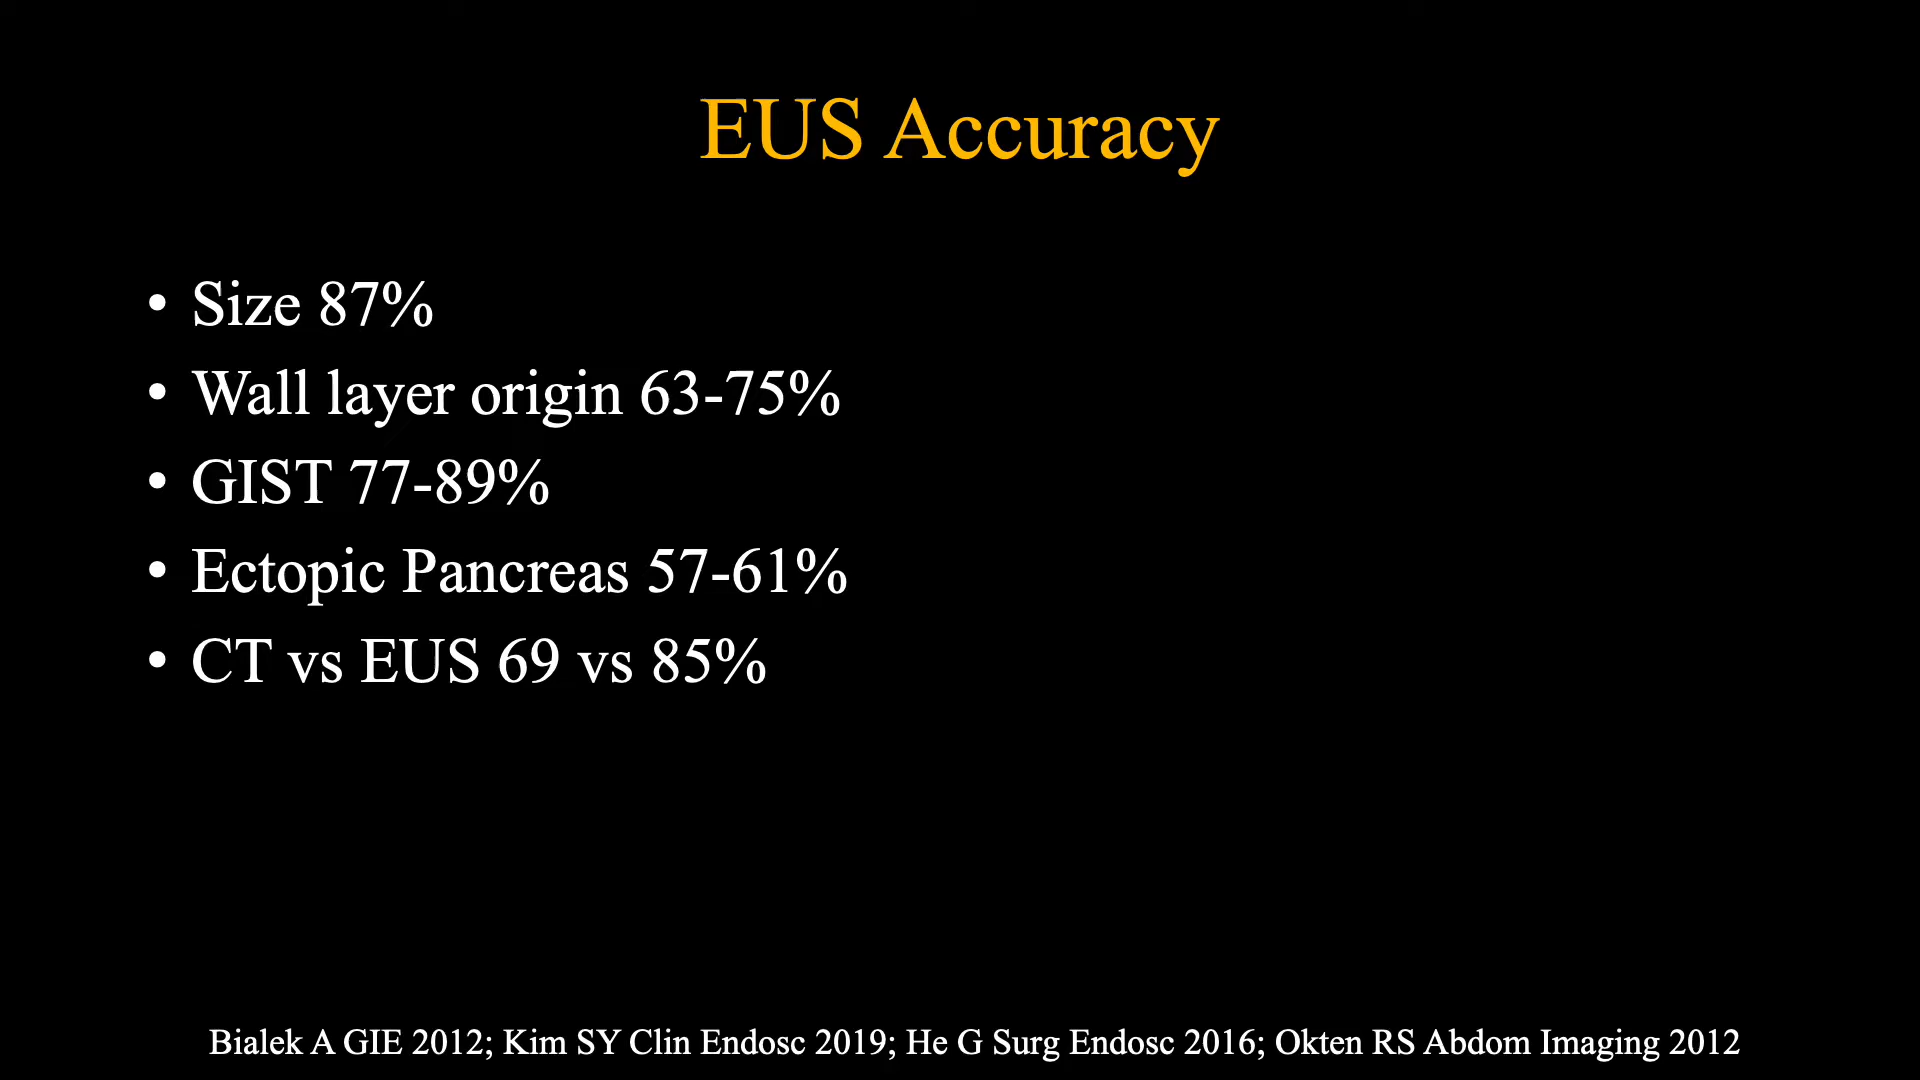 EUS Accuracy
• Size 87%
• Wall layer origin 63-75%
• GIST 77-89%
• Ectopic Pancreas 57-61%
• CT vs EUS 69 vs 85%
Bialek A GIE 2012; Kim SY Clin Endosc 2019; He G Surg Endosc 2016; Okten RS Abdom Imaging 2012